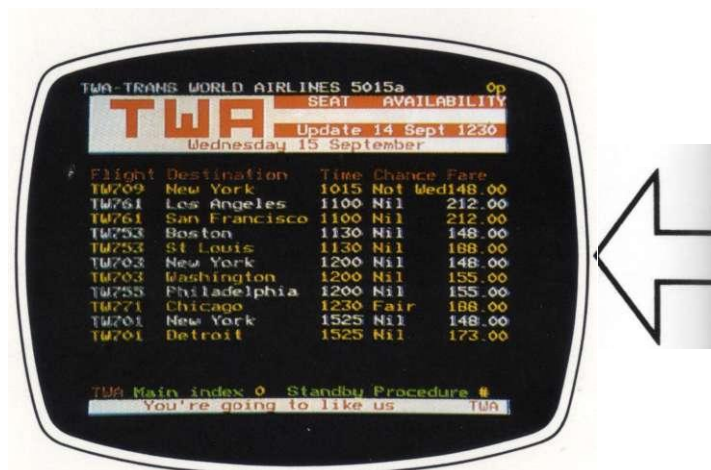 TWA-TRANS WORLD AIRLINES 5015a 0p
TWA
SEAT AVAILABILITY
Update 14 Sept 1230
Wednesday 15 September
Flight Destination Time Chance Fare
TW709 New York 1015 Not Wed148.00
TW761 Los Angeles 1100 Nil 212.00
TW761 San Francisco 1100 Nil 212.00
TW753 Boston 1130 Nil 148.00
TW753 St Louis 1130 Nil 188.00
TW703 New York 1200 Nil 148.00
TW703 Washington 1200 Nil 155.00
TW755 Philadelphia 1200 Nil 155.00
TW771 Chicago 1230 Fair 188.00
TW701 New York 1525 Nil 148.00
TW701 Detroit 1525 Nil 173.00
TWA Main index 0 Standby Procedure #
You're going to like us TWA